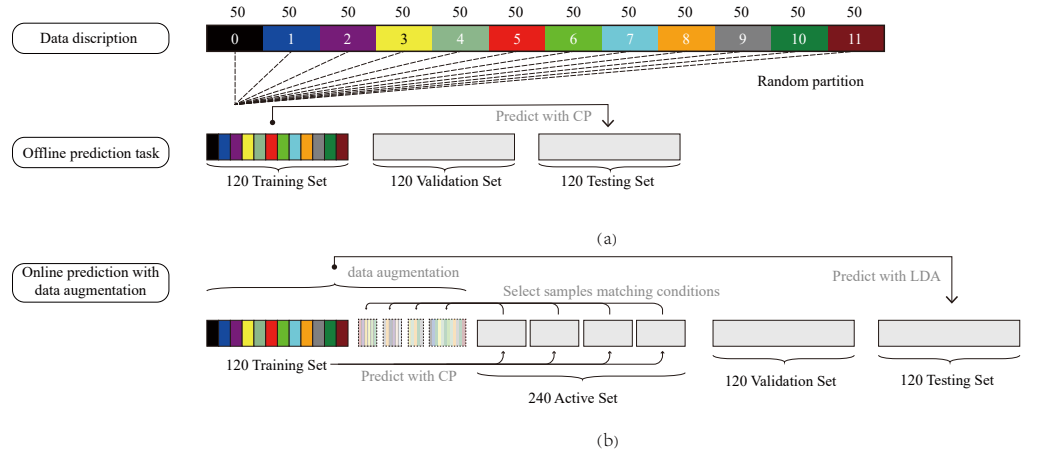 50 50 50 50 50 50 50 50 50 50 50 50
Data discription
0 1 2 3 4 5 6 7 8 9 10 11
Random partition
Predict with CP
Offline prediction task
120 Training Set
120 Validation Set
120 Testing Set
(a)
Online prediction with
data augmentation
data augmentation
Predict with LDA
Select samples matching conditions
120 Training Set
Predict with CP
240 Active Set
120 Validation Set
120 Testing Set
(b)